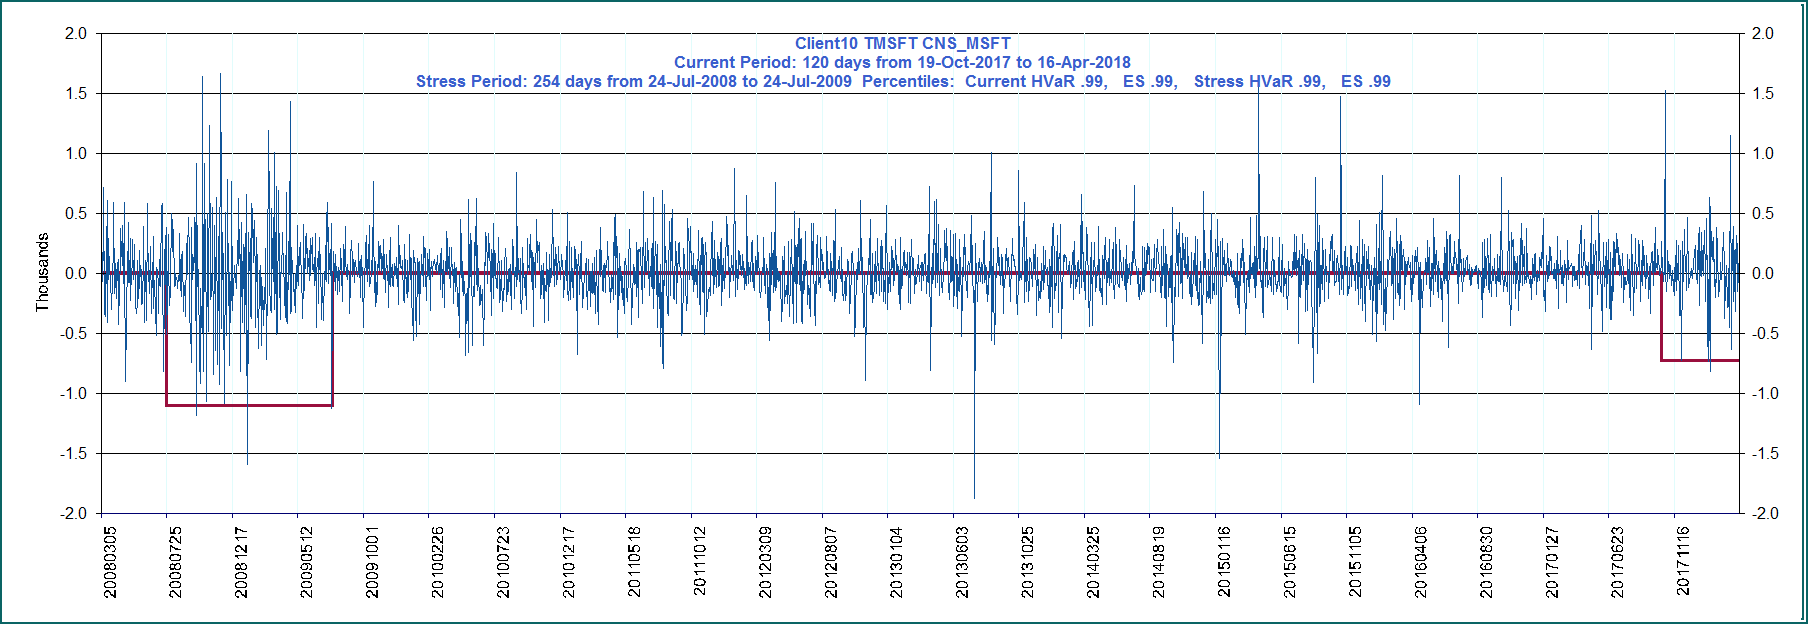 Client10 TMSFT CNS_MSFT
Current Period: 120 days from 19-Oct-2017 to 16-Apr-2018
Stress Period: 254 days from 24-Jul-2008 to 24-Jul-2009 Percentiles: Current HVaR .99, ES .99, Stress HVaR .99, ES .99
2.0 2.0
1.5 1.5
1.0 1.0
0.5 0.5
0.0 0.0
-0.5 -0.5
-1.0 -1.0
-1.5 -1.5
-2.0 -2.0
Thousands
20080305 20080725 20081217 20090512 20091001 20100226 20100723 20101217 20110518 20111012 20120309 20120807 20130104 20130603 20131025 20140325 20140819 20150116 20150615 20151105 20160406 20160830 20170127 20170623 20171116